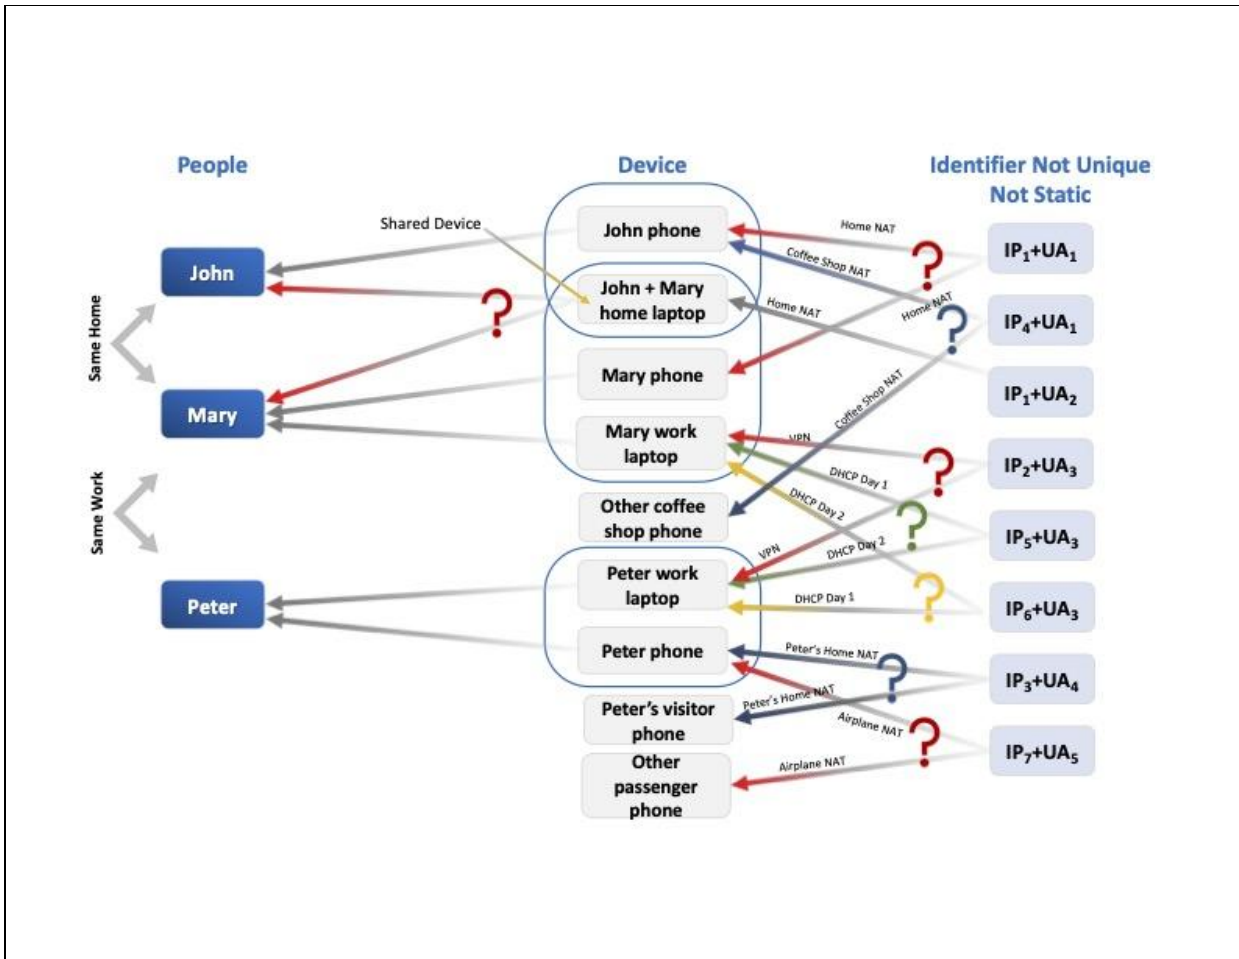 People
Device
Identifier Not Unique
Not Static
Shared Device
John
Mary
Peter
Same Home
Same Work
John phone
John + Mary
home laptop
Mary phone
Mary work
laptop
Other coffee
shop phone
Peter work
laptop
Peter phone
Peter’s visitor
phone
Other
passenger
phone
Home NAT
Coffee Shop NAT
Home NAT
Home NAT
Coffee Shop NAT
VPN
DHCP Day 1
DHCP Day 2
VPN
DHCP Day 2
DHCP Day 1
Peter’s Home NAT
Peter’s Home NAT
Airplane NAT
Airplane NAT
?
?
?
?
?
?
?
?
IP₁+UA₁
IP₄+UA₁
IP₁+UA₂
IP₂+UA₃
IP₅+UA₃
IP₆+UA₃
IP₃+UA₄
IP₇+UA₅